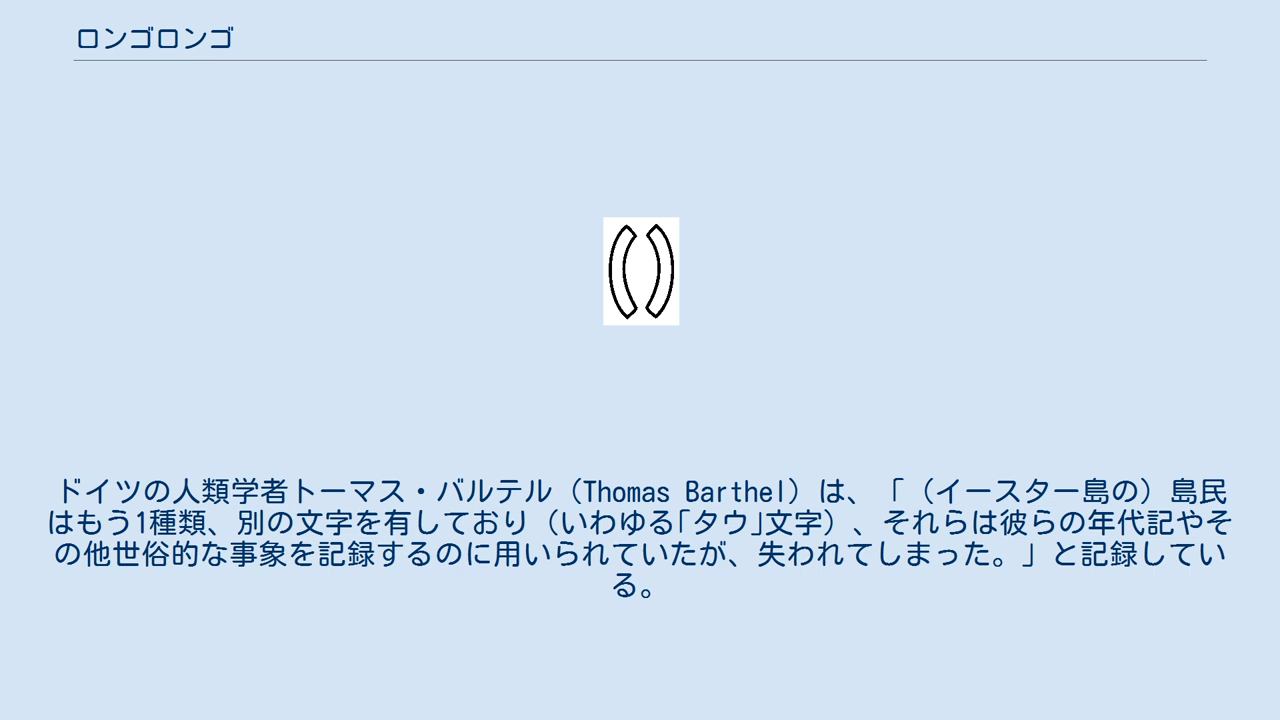 ロンゴロンゴ
ドイツの人類学者トーマス・バルテル（Thomas Barthel）は、「（イースター島の）島民
はもう1種類、別の文字を有しており（いわゆる｢タウ｣文字）、それらは彼らの年代記やそ
の他世俗的な事象を記録するのに用いられていたが、失われてしまった。」と記録してい
る。